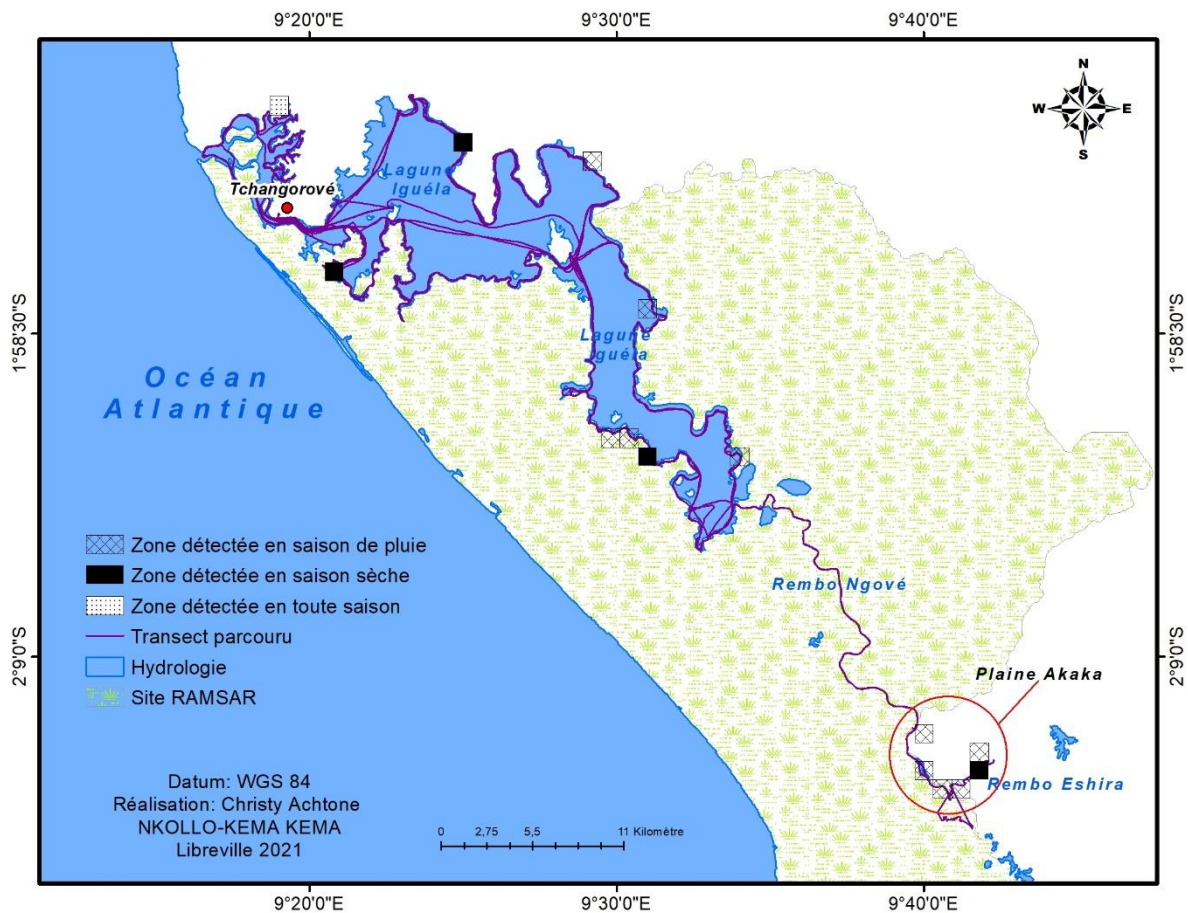 9°20'0"E
9°30'0"E
9°40'0"E
N
W
E
S
Tchangorové
Lagune
Iguéla
1°58'30"S
1°58'30"S
Lagune
Iguéla
Océan
Atlantique
Zone détectée en saison de pluie
Zone détectée en saison sèche
Zone détectée en toute saison
Transect parcouru
Hydrologie
Site RAMSAR
Rembo Ngové
2°9'0"S
2°9'0"S
Plaine Akaka
Rembo Eshira
Datum: WGS 84
Réalisation: Christy Achtone
NKOLLO-KEMA KEMA
Libreville 2021
0 2,75 5,5 11 Kilomètre
9°20'0"E
9°30'0"E
9°40'0"E